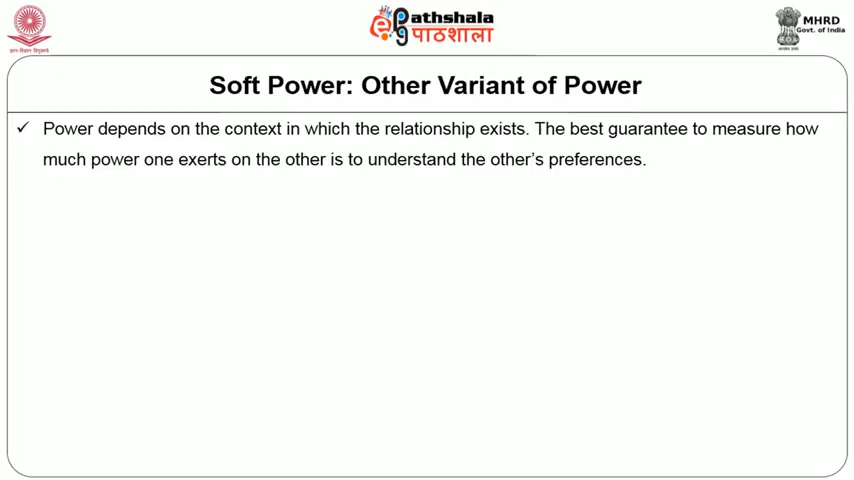 ePathshala
पाठशाला
MHRD
Govt. of India
Soft Power: Other Variant of Power
✓ Power depends on the context in which the relationship exists. The best guarantee to measure how
much power one exerts on the other is to understand the other’s preferences.